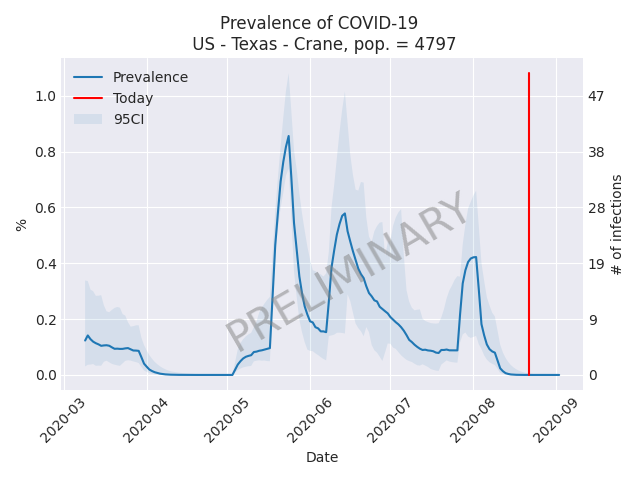 Prevalence of COVID-19
US - Texas - Crane, pop. = 4797
Prevalence
Today
95CI
PRELIMINARY
%
1.0
0.8
0.6
0.4
0.2
0.0
# of infections
47
38
28
19
9
0
2020-03
2020-04
2020-05
2020-06
2020-07
2020-08
2020-09
Date